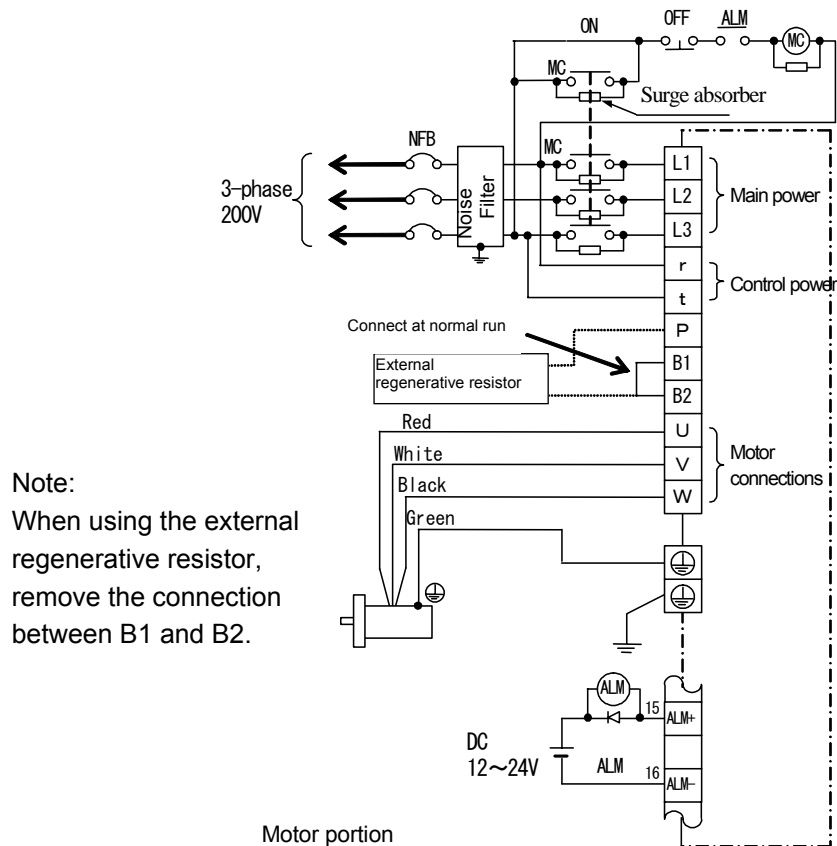 ON
OFF
ALM
MC
MC
Surge absorber
NFB
MC
3-phase
200V
Noise
Filter
L1
L2
L3
Main power
r
t
Control power
P
Connect at normal run
B1
B2
External
regenerative resistor
Red
White
Black
Green
U
V
W
Motor
connections
Note:
When using the external
regenerative resistor,
remove the connection
between B1 and B2.
ALM
15
ALM+
DC
12～24V
ALM
16
ALM-
Motor portion